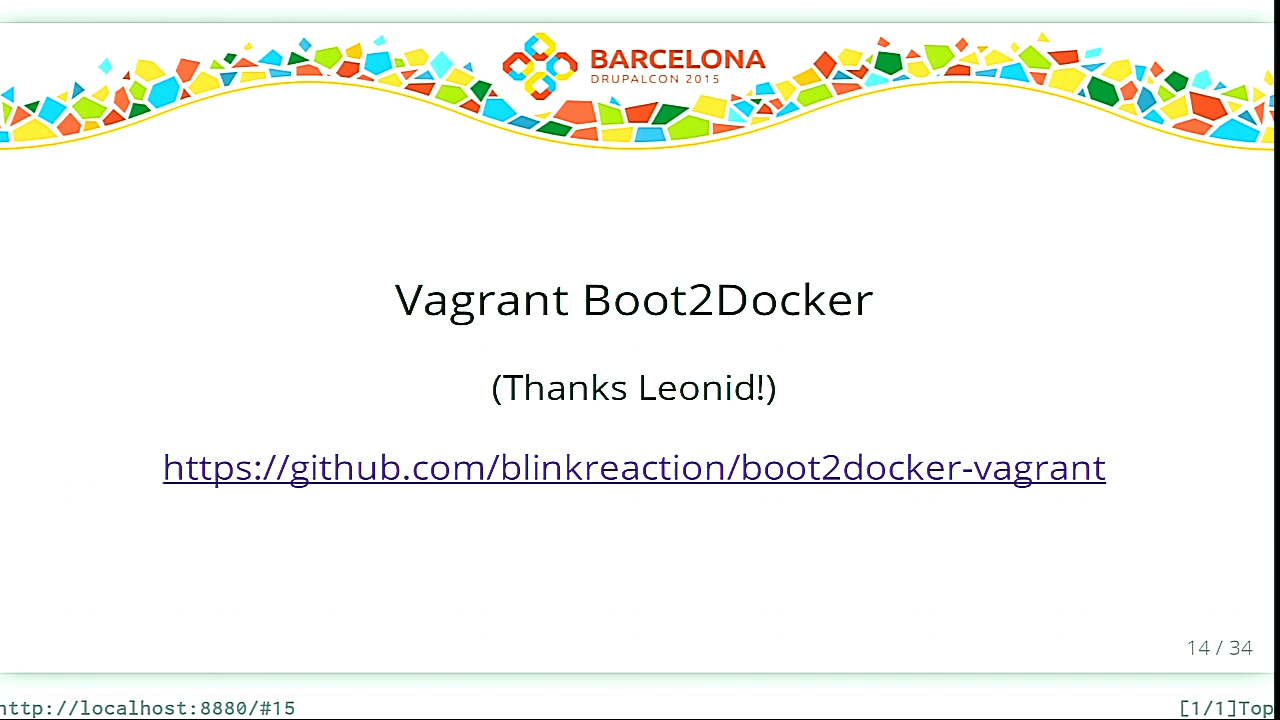 BARCELONA
DRUPALCON 2015
Vagrant Boot2Docker
(Thanks Leonid!)
https://github.com/blinkreaction/boot2docker-vagrant
14 / 34
http://localhost:8880/#15
[1/1]Top